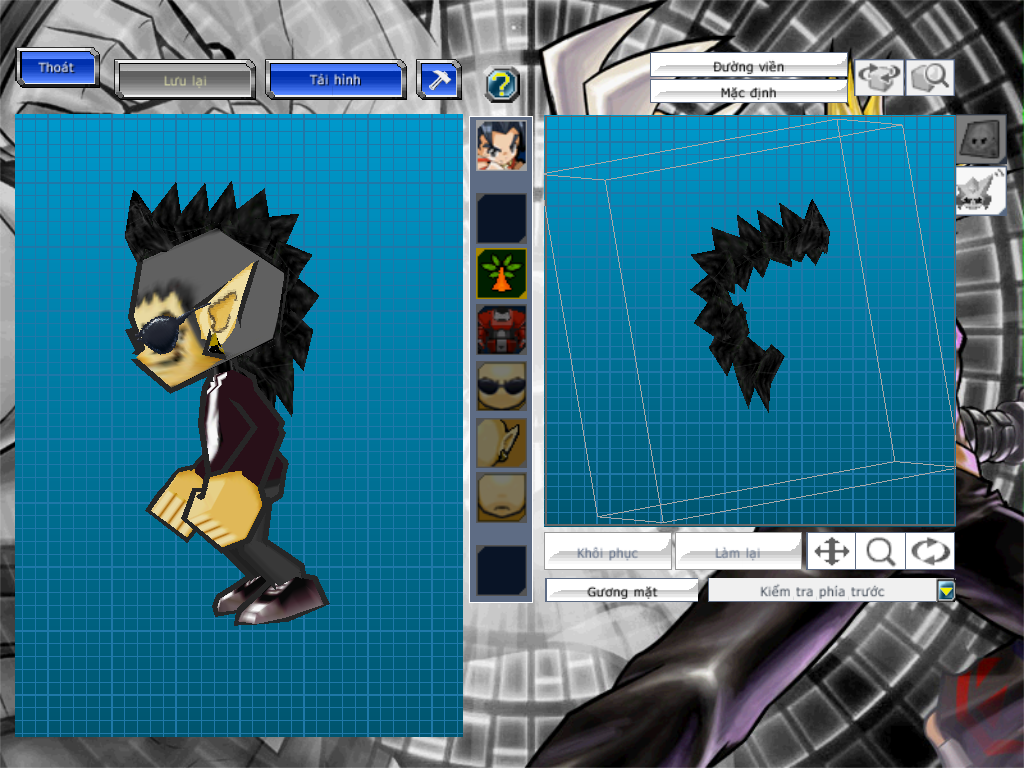 Thoát
Lưu lại
Tải hình
?
Đường viền
Mặc định
Khôi phục
Làm lại
Gương mặt
Kiểm tra phía trước